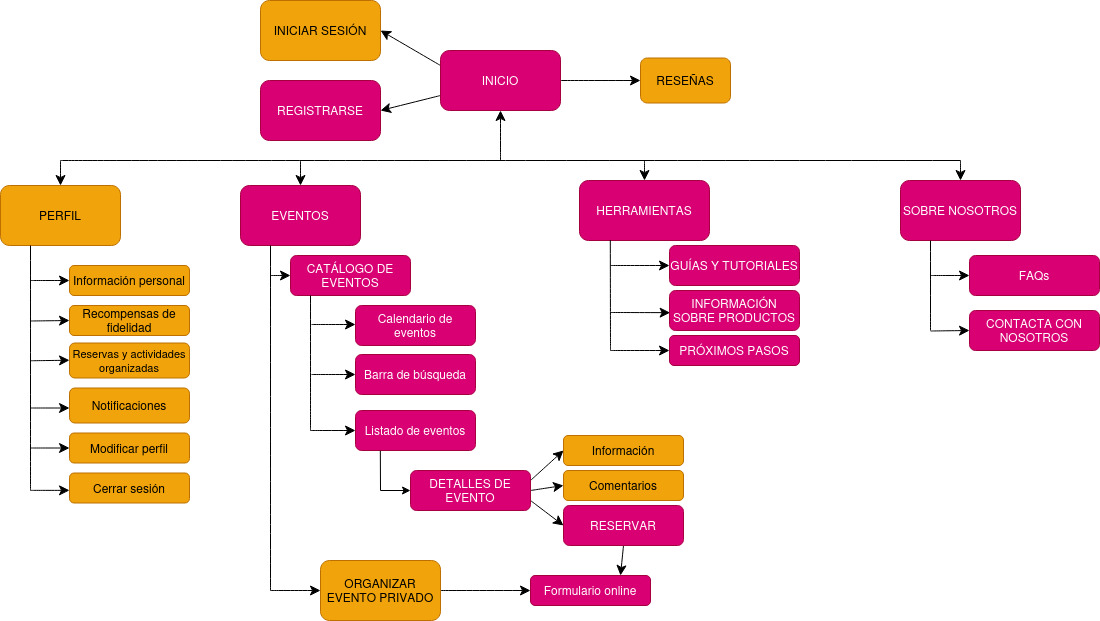 INICIAR SESIÓN
INICIO
RESEÑAS
REGISTRARSE
PERFIL
EVENTOS
HERRAMIENTAS
SOBRE NOSOTROS
Información personal
Recompensas de
fidelidad
Reservas y actividades
organizadas
Notificaciones
Modificar perfil
Cerrar sesión
CATÁLOGO DE
EVENTOS
Calendario de
eventos
Barra de búsqueda
Listado de eventos
DETALLES DE
EVENTO
Información
Comentarios
RESERVAR
ORGANIZAR
EVENTO PRIVADO
Formulario online
GUÍAS Y TUTORIALES
INFORMACIÓN
SOBRE PRODUCTOS
PRÓXIMOS PASOS
FAQs
CONTACTA CON
NOSOTROS